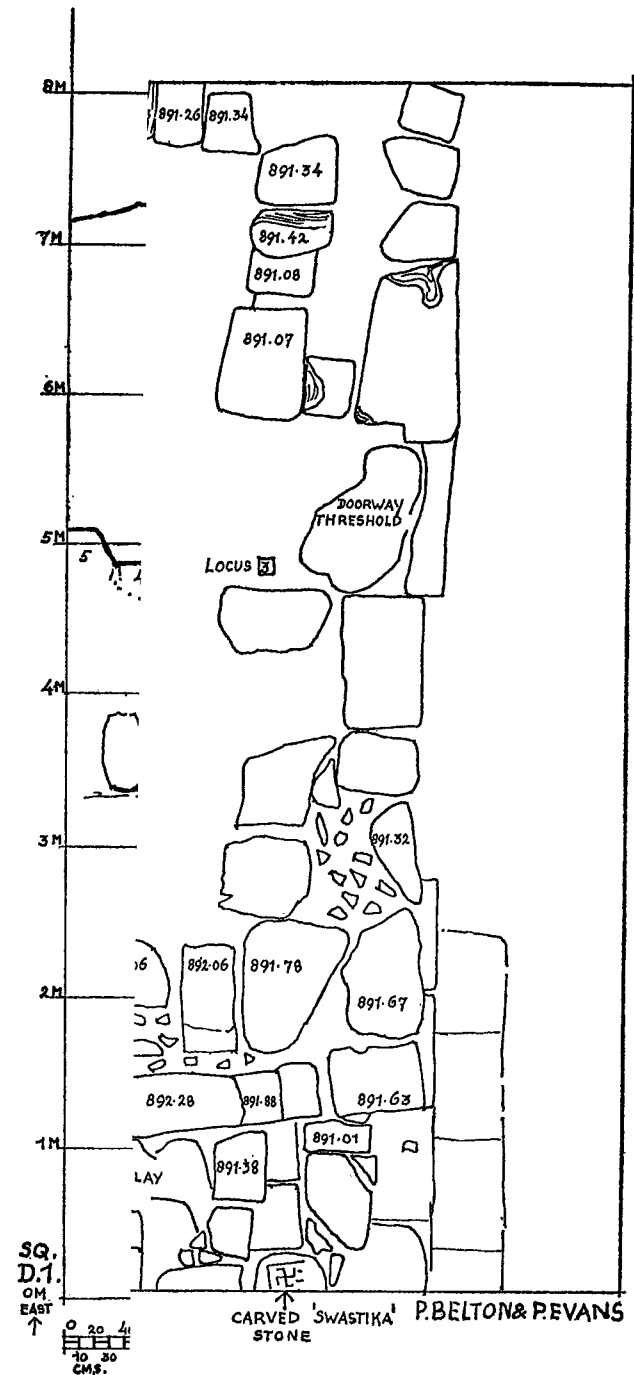 8M
891.26
891.34
891.34
7M
891.42
891.08
891.07
6M
DOORWAY
THRESHOLD
5M
5
LOCUS 3
4M
3M
891.32
06
892.06
891.78
2M
891.67
892.28
891.88
891.63
1M
891.01
891.38
LAY
SQ.
D.1.
0M
EAST
CARVED 'SWASTIKA'
STONE
P.BELTON & P.EVANS
0 20 4
10 30
CMS.